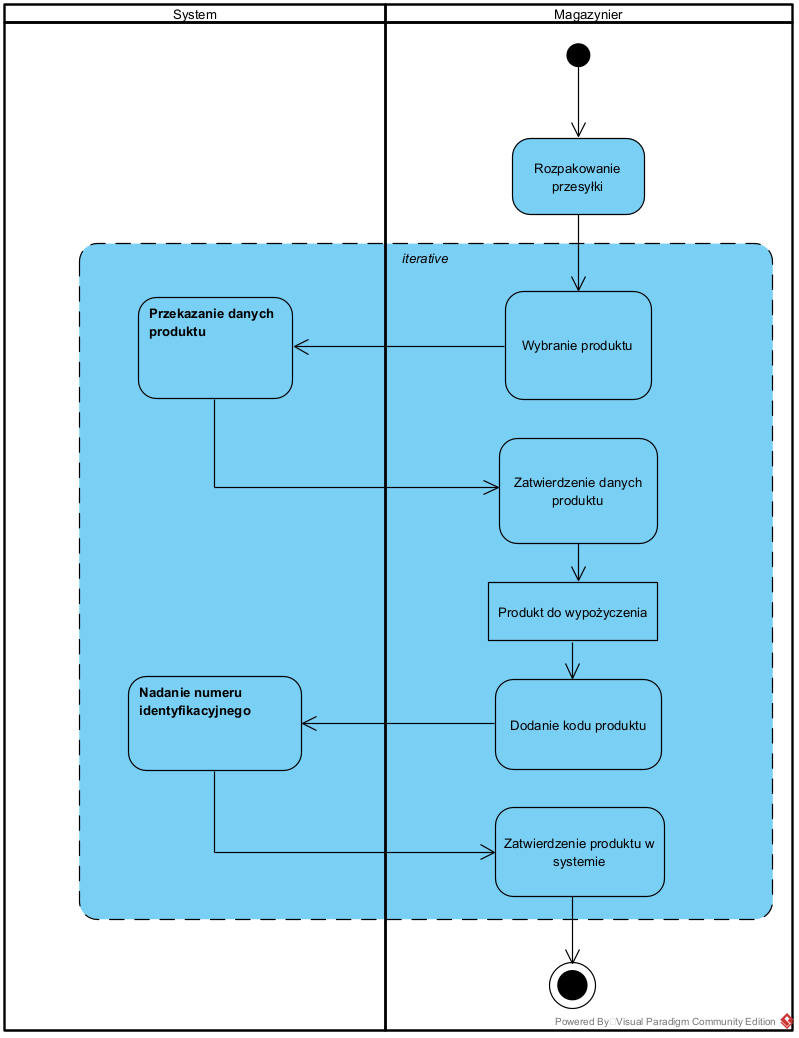 System
Magazynier
Rozpakowanie
przesyłki
iterative
Przekazanie danych
produktu
Wybranie produktu
Zatwierdzenie danych
produktu
Produkt do wypożyczenia
Nadanie numeru
identyfikacyjnego
Dodanie kodu produktu
Zatwierdzenie produktu w
systemie
Powered By Visual Paradigm Community Edition